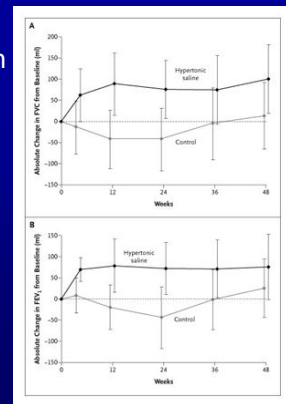 n
A
Absolute Change in FVC from Baseline (ml)
200
150
100
50
0
−50
−100
−150
Hypertonic
saline
Control
0 12 24 36 48
Weeks
B
Absolute Change in FEV₁ from Baseline (ml)
150
100
50
0
−50
−100
−150
Hypertonic
saline
Control
0 12 24 36 48
Weeks